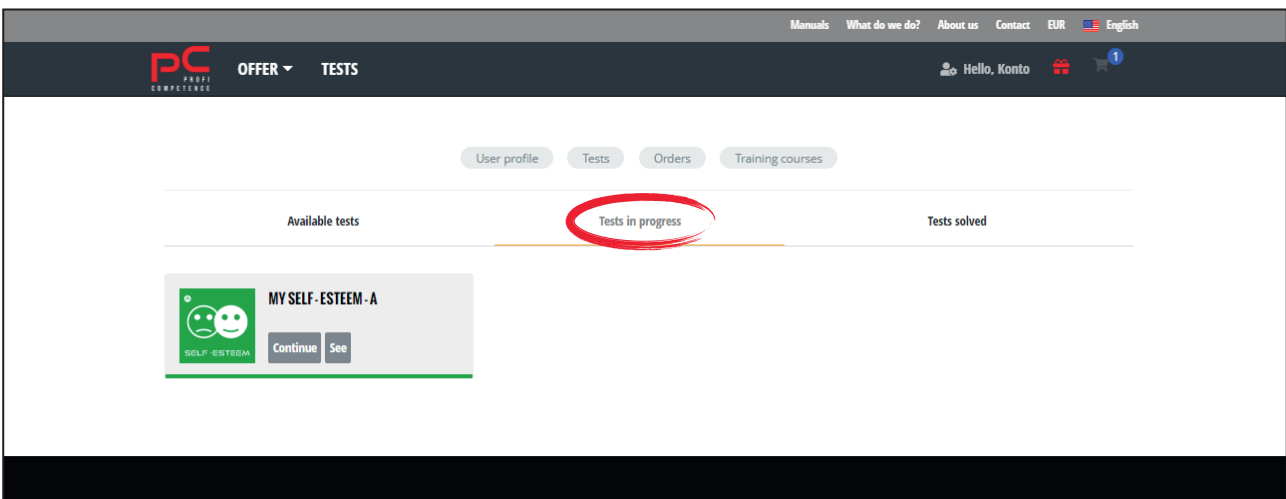 Manuals What do we do? About us Contact EUR English
PC
PROFI
COMPETENCE
OFFER TESTS
Hello, Konto
1
User profile Tests Orders Training courses
Available tests Tests in progress Tests solved
MY SELF-ESTEEM-A
SELF-ESTEEM
Continue See